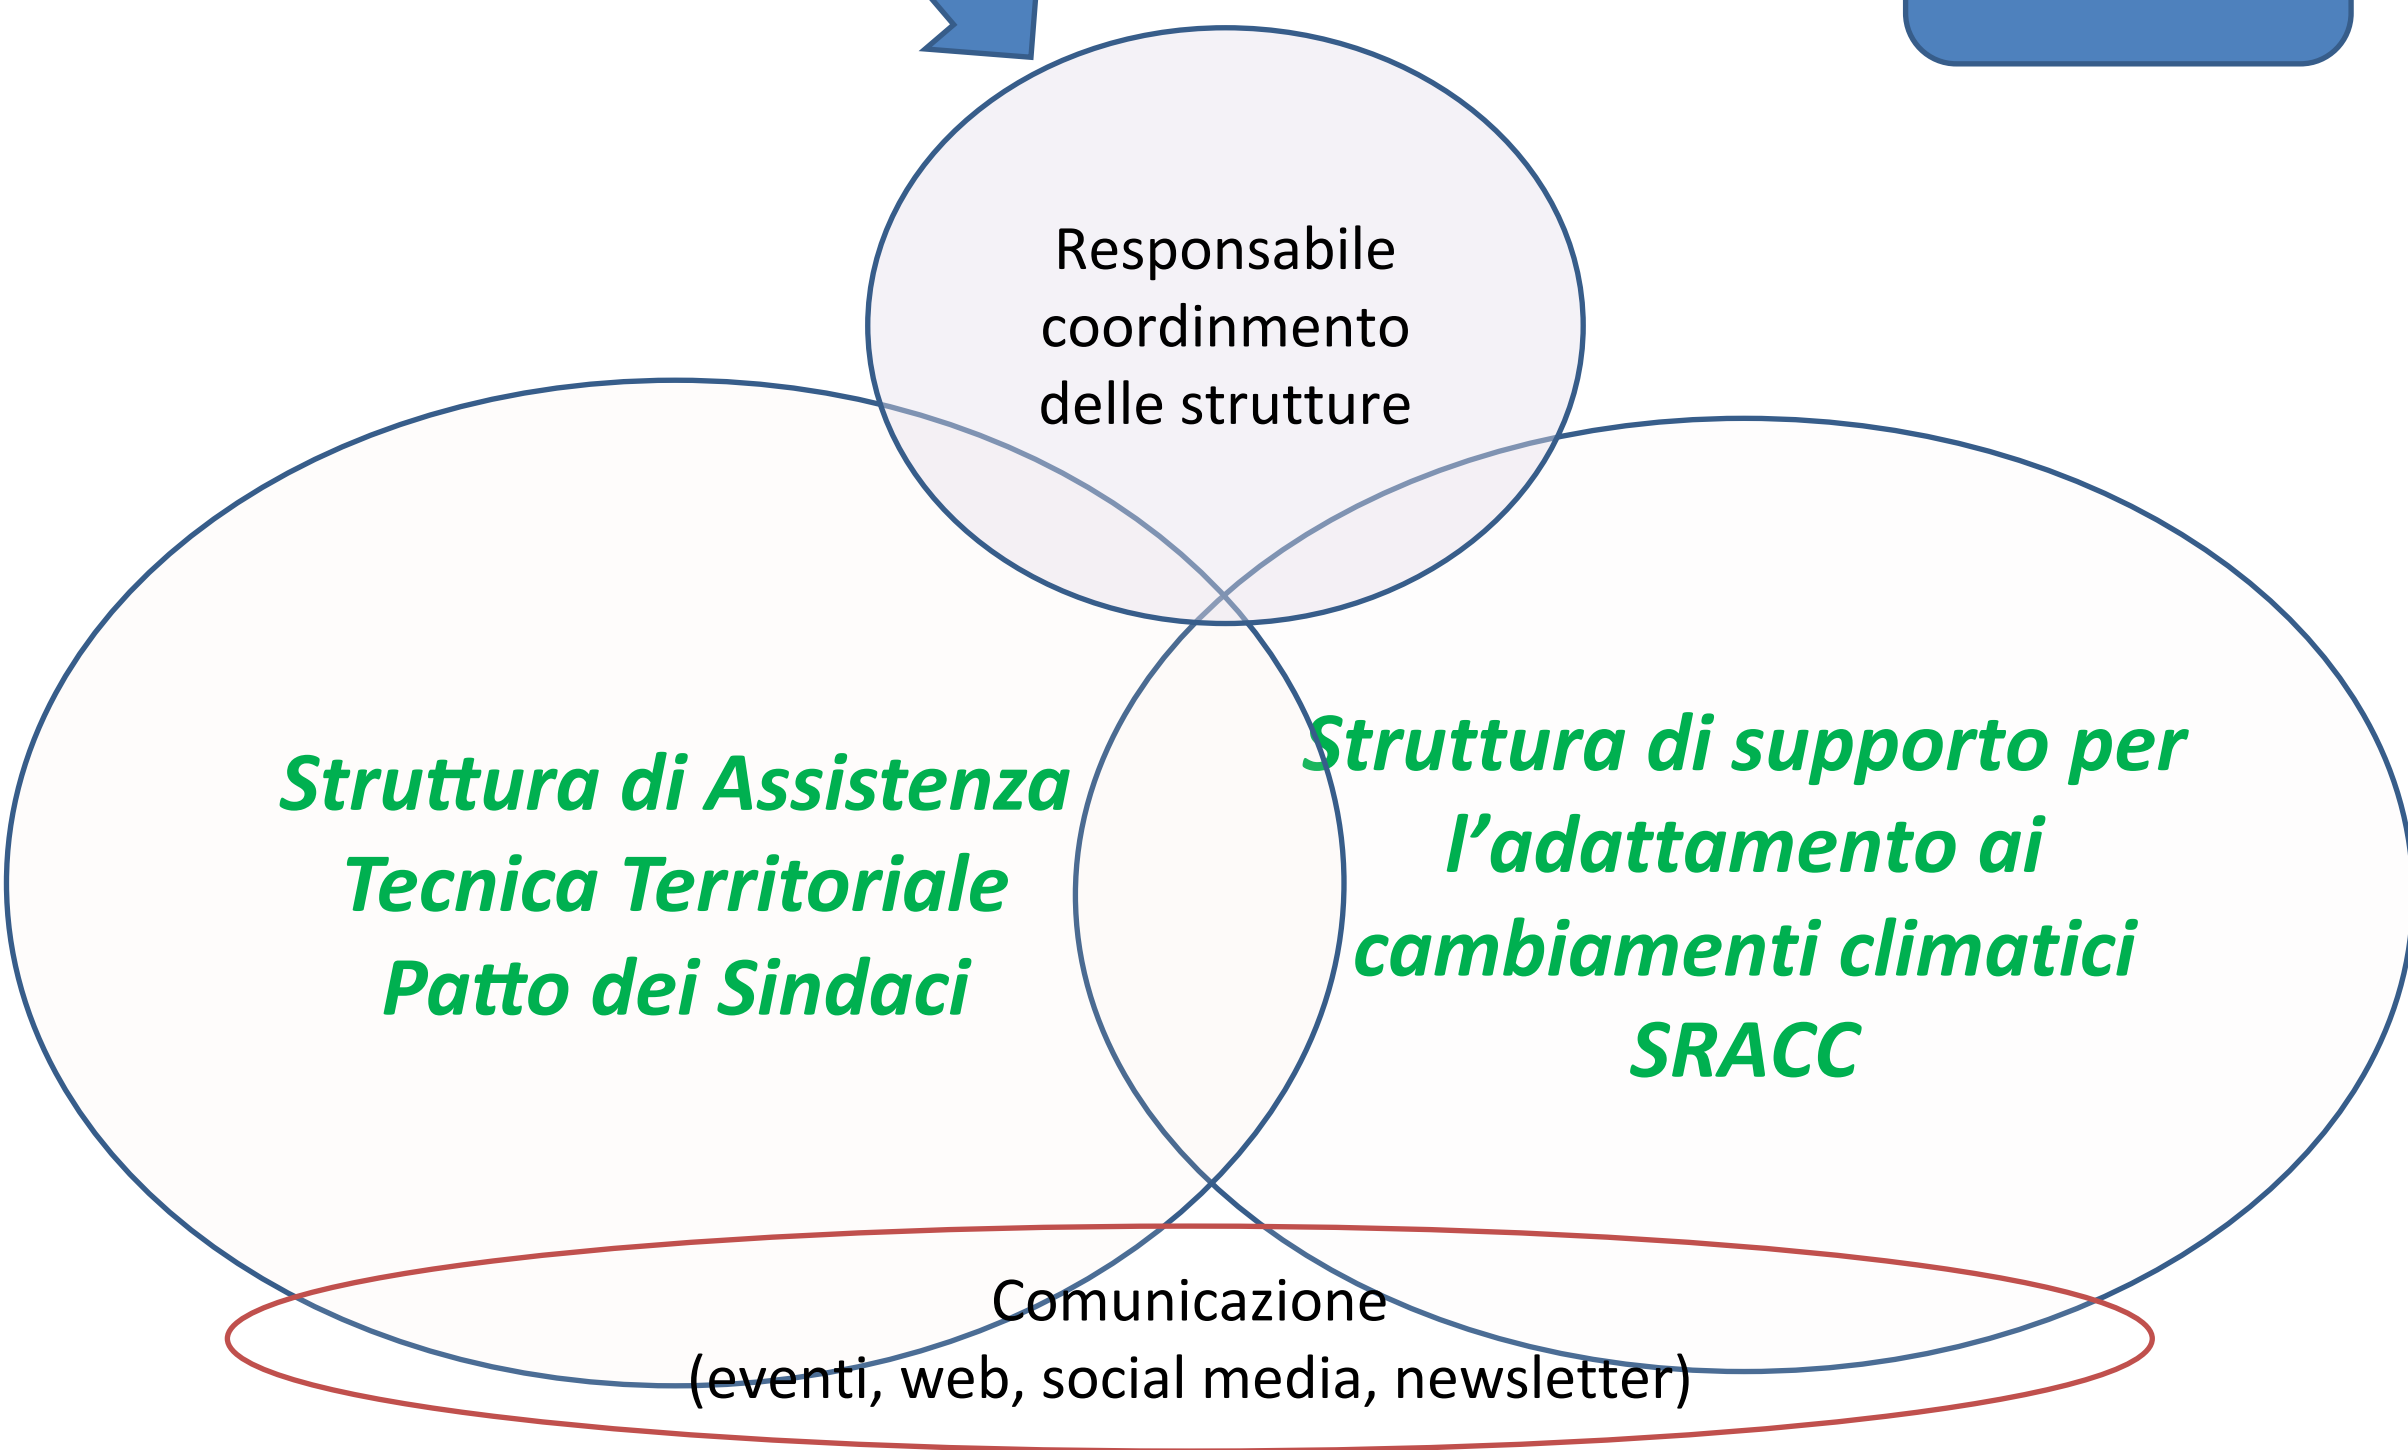 Responsabile
coordinmento
delle strutture
Struttura di Assistenza
Tecnica Territoriale
Patto dei Sindaci
Struttura di supporto per
l’adattamento ai
cambiamenti climatici
SRACC
Comunicazione
(eventi, web, social media, newsletter)